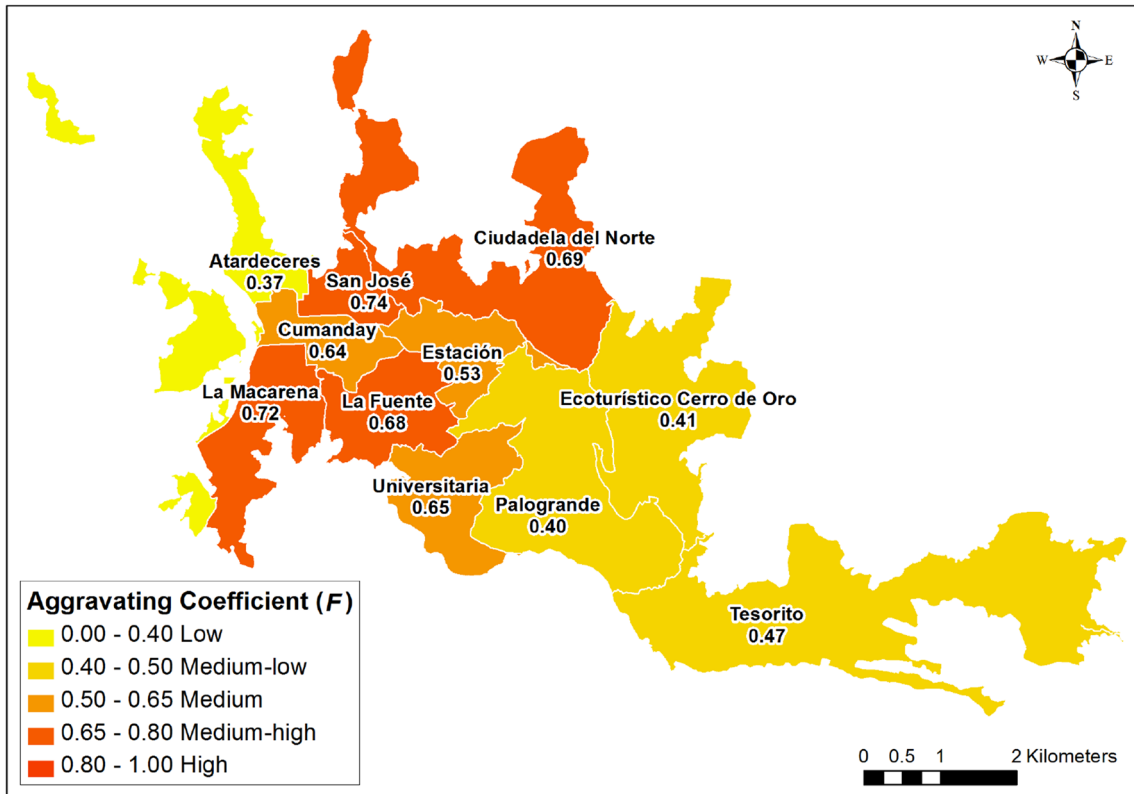 N
W E
S
Ciudadela del Norte
0.69
Atardeceres
0.37
San José
0.74
Cumanday
0.64
Estación
0.53
La Macarena
0.72
La Fuente
0.68
Ecoturístico Cerro de Oro
0.41
Universitaria
0.65
Palogrande
0.40
Tesorito
0.47
Aggravating Coefficient (F)
0.00 - 0.40 Low
0.40 - 0.50 Medium-low
0.50 - 0.65 Medium
0.65 - 0.80 Medium-high
0.80 - 1.00 High
0 0.5 1 2 Kilometers